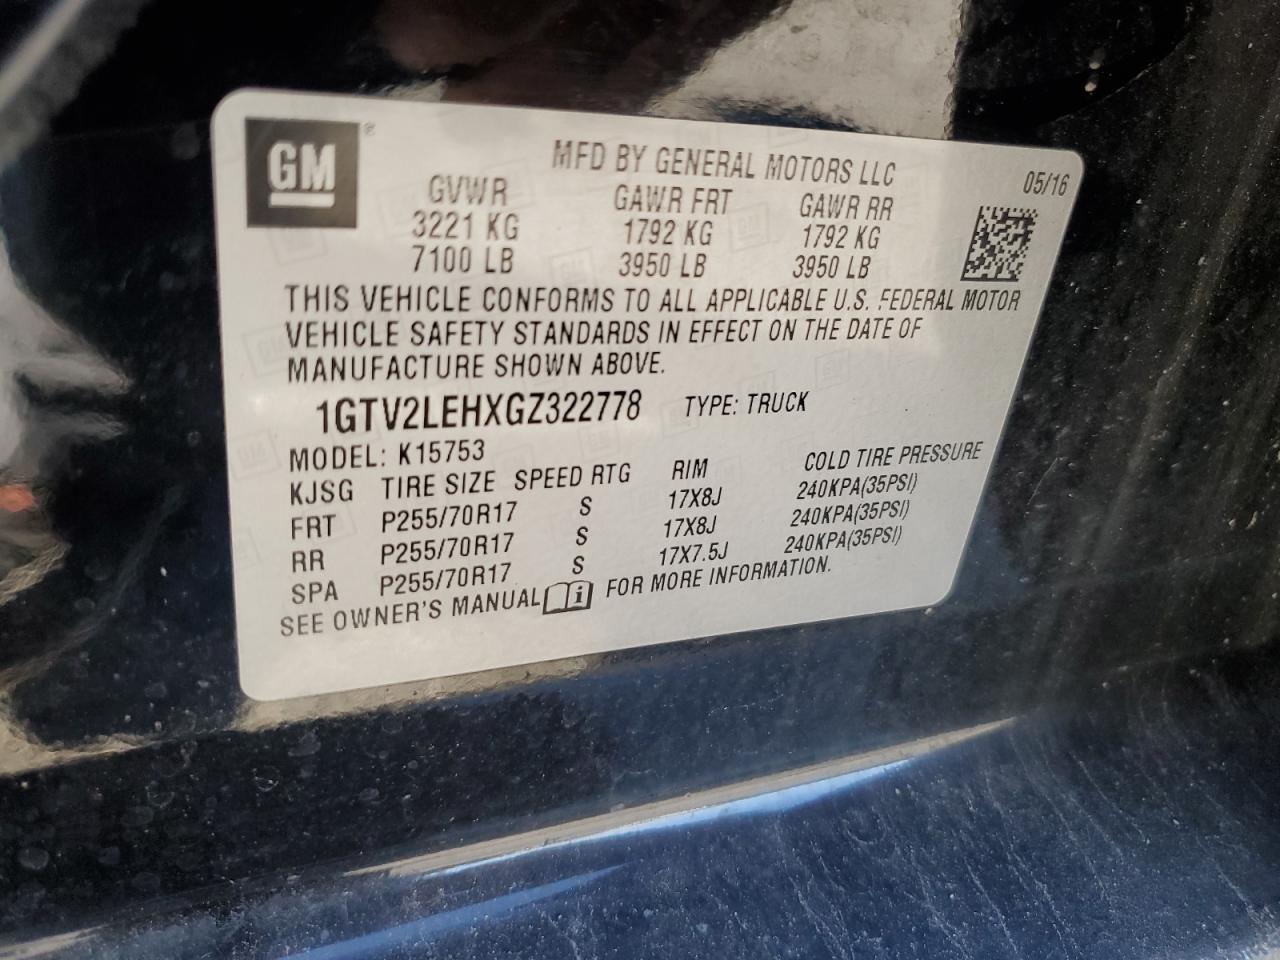 GM ®
MFD BY GENERAL MOTORS LLC
05/16
GVWR GAWR FRT GAWR RR
3221 KG 1792 KG 1792 KG
7100 LB 3950 LB 3950 LB
THIS VEHICLE CONFORMS TO ALL APPLICABLE U.S. FEDERAL MOTOR
VEHICLE SAFETY STANDARDS IN EFFECT ON THE DATE OF
MANUFACTURE SHOWN ABOVE.
1GTV2LEHXGZ322778 TYPE: TRUCK
MODEL: K15753
KJSG TIRE SIZE SPEED RTG RIM COLD TIRE PRESSURE
FRT P255/70R17 S 17X8J 240KPA(35PSI)
RR P255/70R17 S 17X8J 240KPA(35PSI)
SPA P255/70R17 S 17X7.5J 240KPA(35PSI)
SEE OWNER'S MANUAL i FOR MORE INFORMATION.